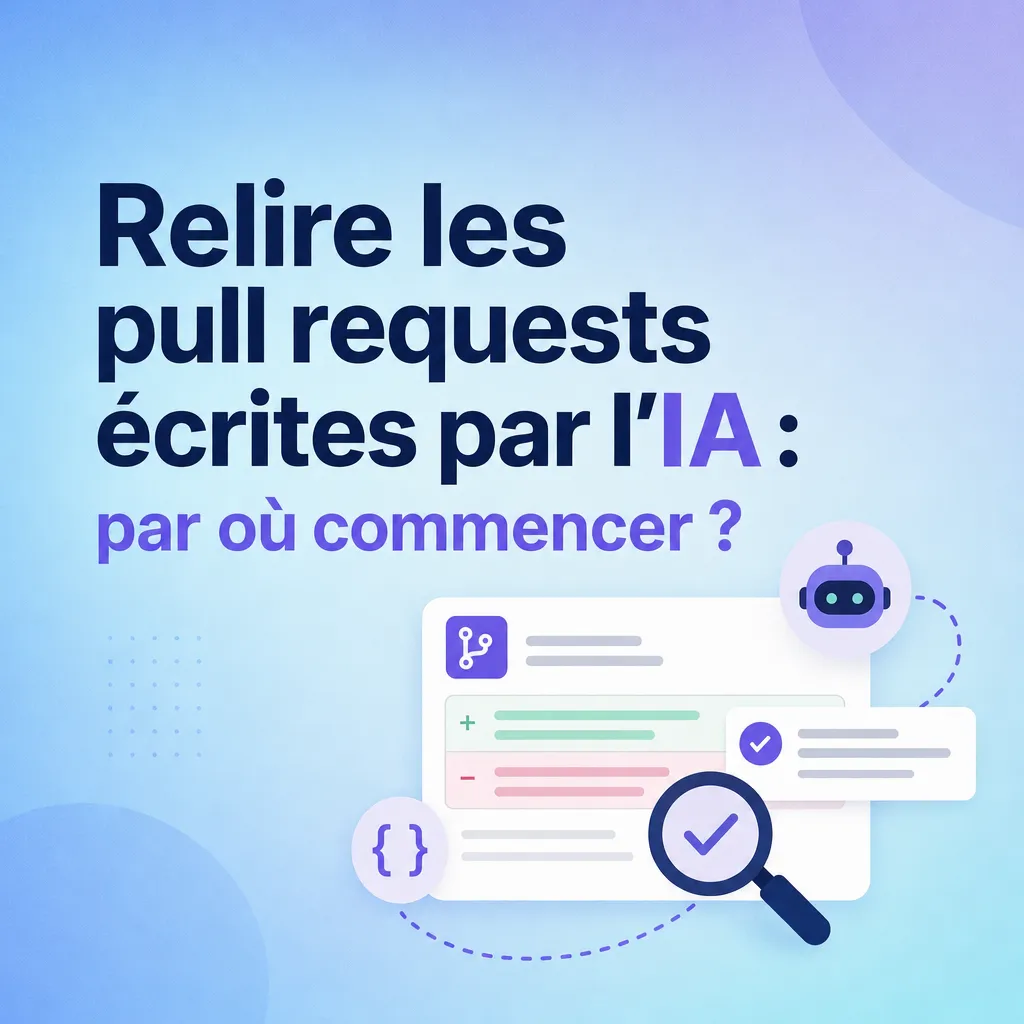 Relire les
pull requests
écrites par l’IA :
par où commencer ?
+
−
{ }